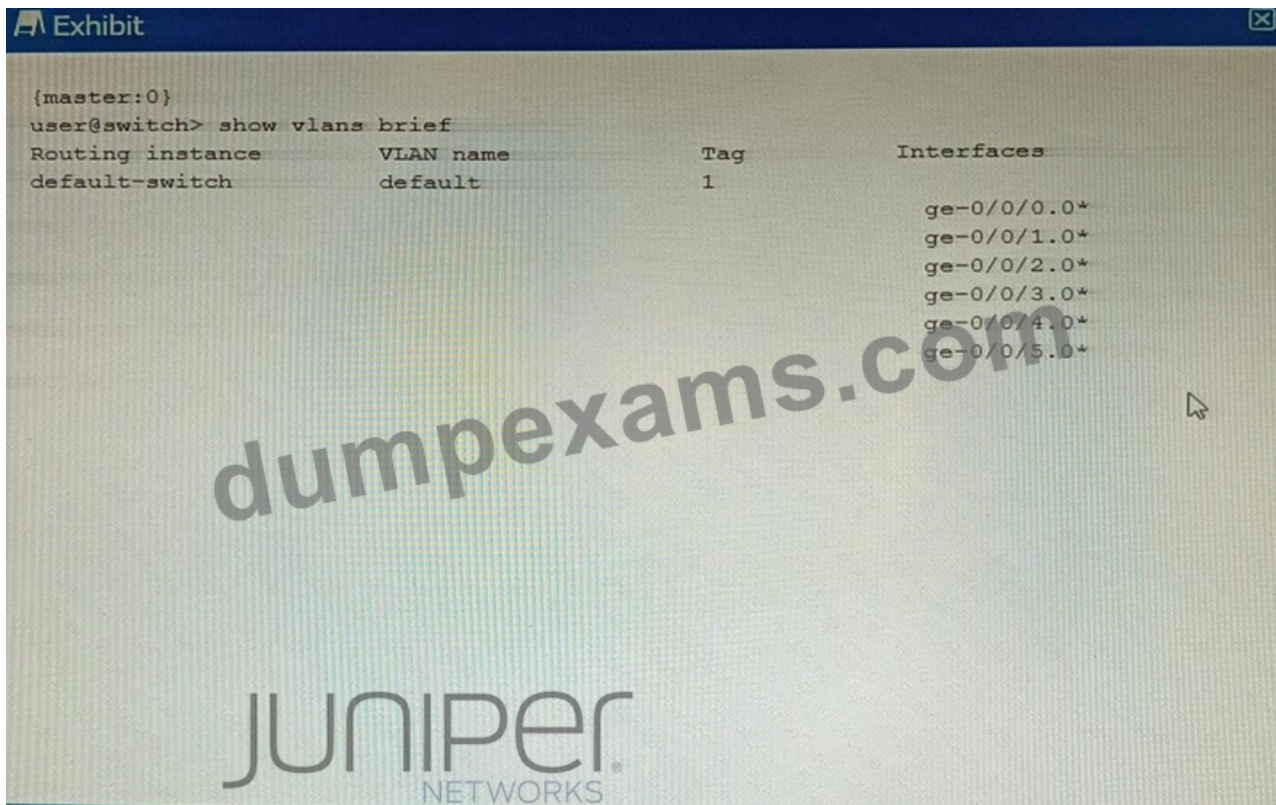 Exhibit
{master:0}
user@switch> show vlans brief
Routing instance VLAN name Tag Interfaces
default-switch default 1
ge-0/0/0.0*
ge-0/0/1.0*
ge-0/0/2.0*
ge-0/0/3.0*
ge-0/0/4.0*
ge-0/0/5.0*
dumpexams.com
JUNIPER
NETWORKS